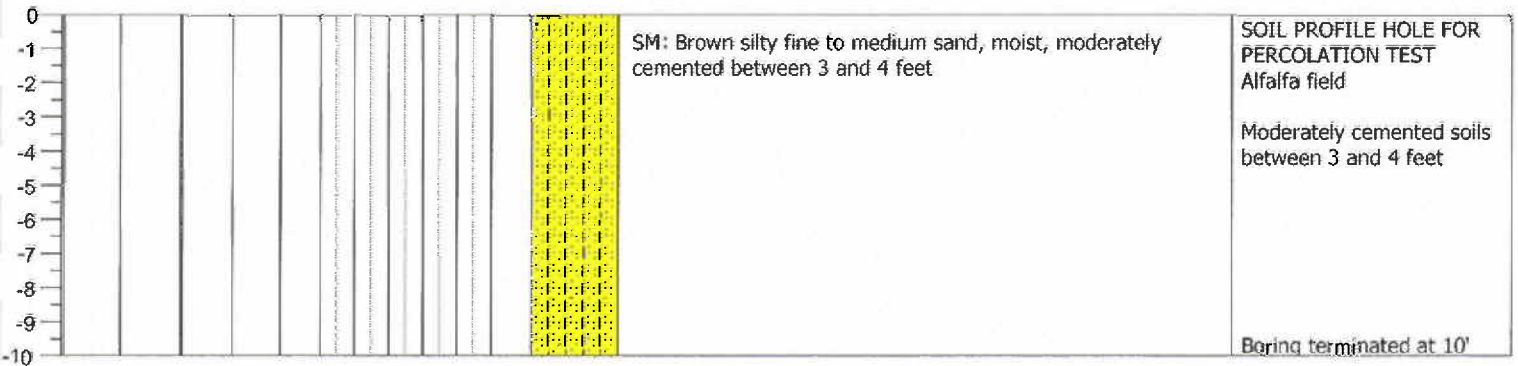 0
-1
-2
-3
-4
-5
-6
-7
-8
-9
-10
SM: Brown silty fine to medium sand, moist, moderately
cemented between 3 and 4 feet
SOIL PROFILE HOLE FOR
PERCOLATION TEST
Alfalfa field
Moderately cemented soils
between 3 and 4 feet
Boring terminated at 10'